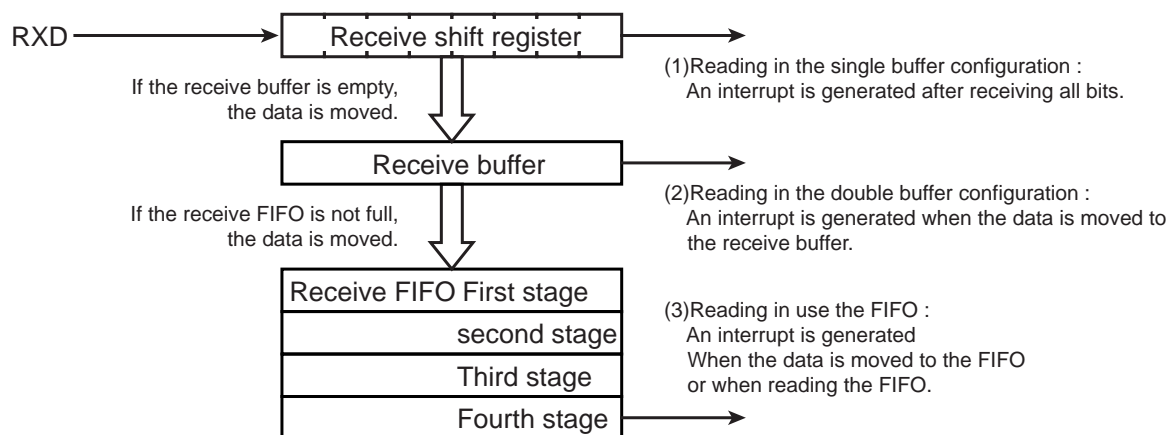 RXD
Receive shift register
(1)Reading in the single buffer configuration :
An interrupt is generated after receiving all bits.
If the receive buffer is empty,
the data is moved.
Receive buffer
(2)Reading in the double buffer configuration :
An interrupt is generated when the data is moved to
the receive buffer.
If the receive FIFO is not full,
the data is moved.
Receive FIFO First stage
second stage
Third stage
Fourth stage
(3)Reading in use the FIFO :
An interrupt is generated
When the data is moved to the FIFO
or when reading the FIFO.